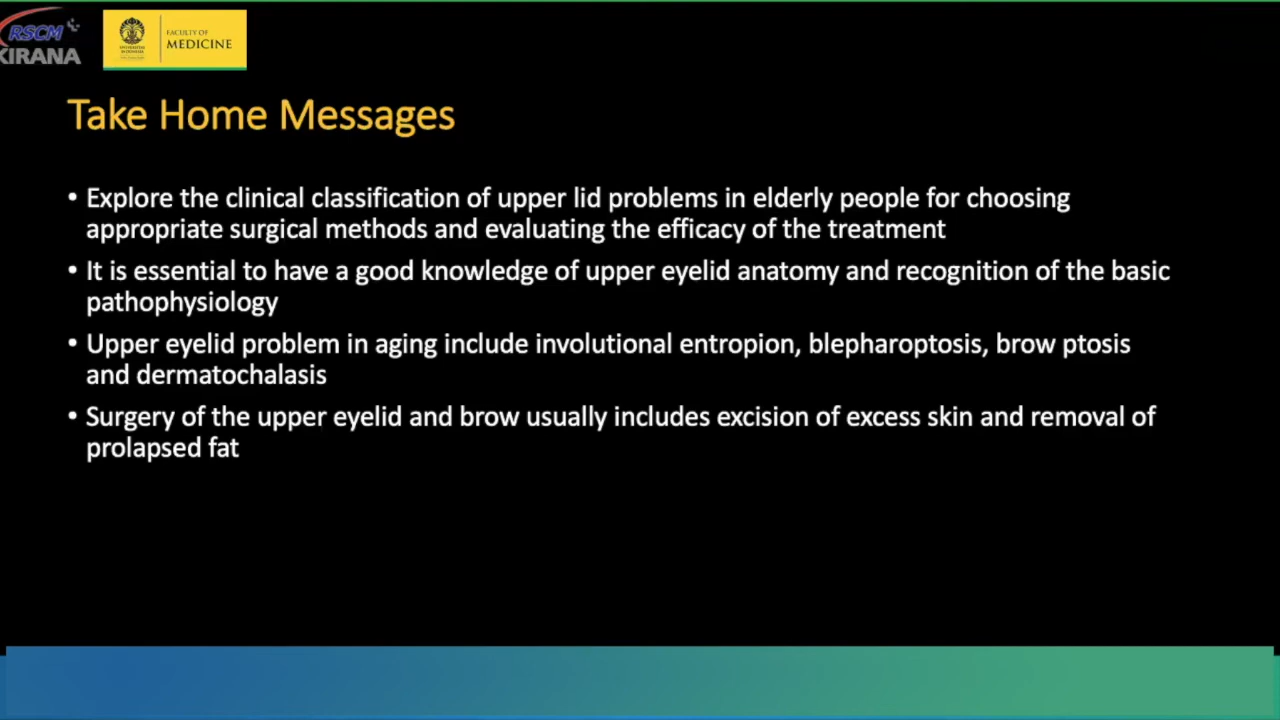 RSCM
KIRANA
UNIVERSITAS
INDONESIA
FACULTY OF
MEDICINE
Take Home Messages
• Explore the clinical classification of upper lid problems in elderly people for choosing
appropriate surgical methods and evaluating the efficacy of the treatment
• It is essential to have a good knowledge of upper eyelid anatomy and recognition of the basic
pathophysiology
• Upper eyelid problem in aging include involutional entropion, blepharoptosis, brow ptosis
and dermatochalasis
• Surgery of the upper eyelid and brow usually includes excision of excess skin and removal of
prolapsed fat